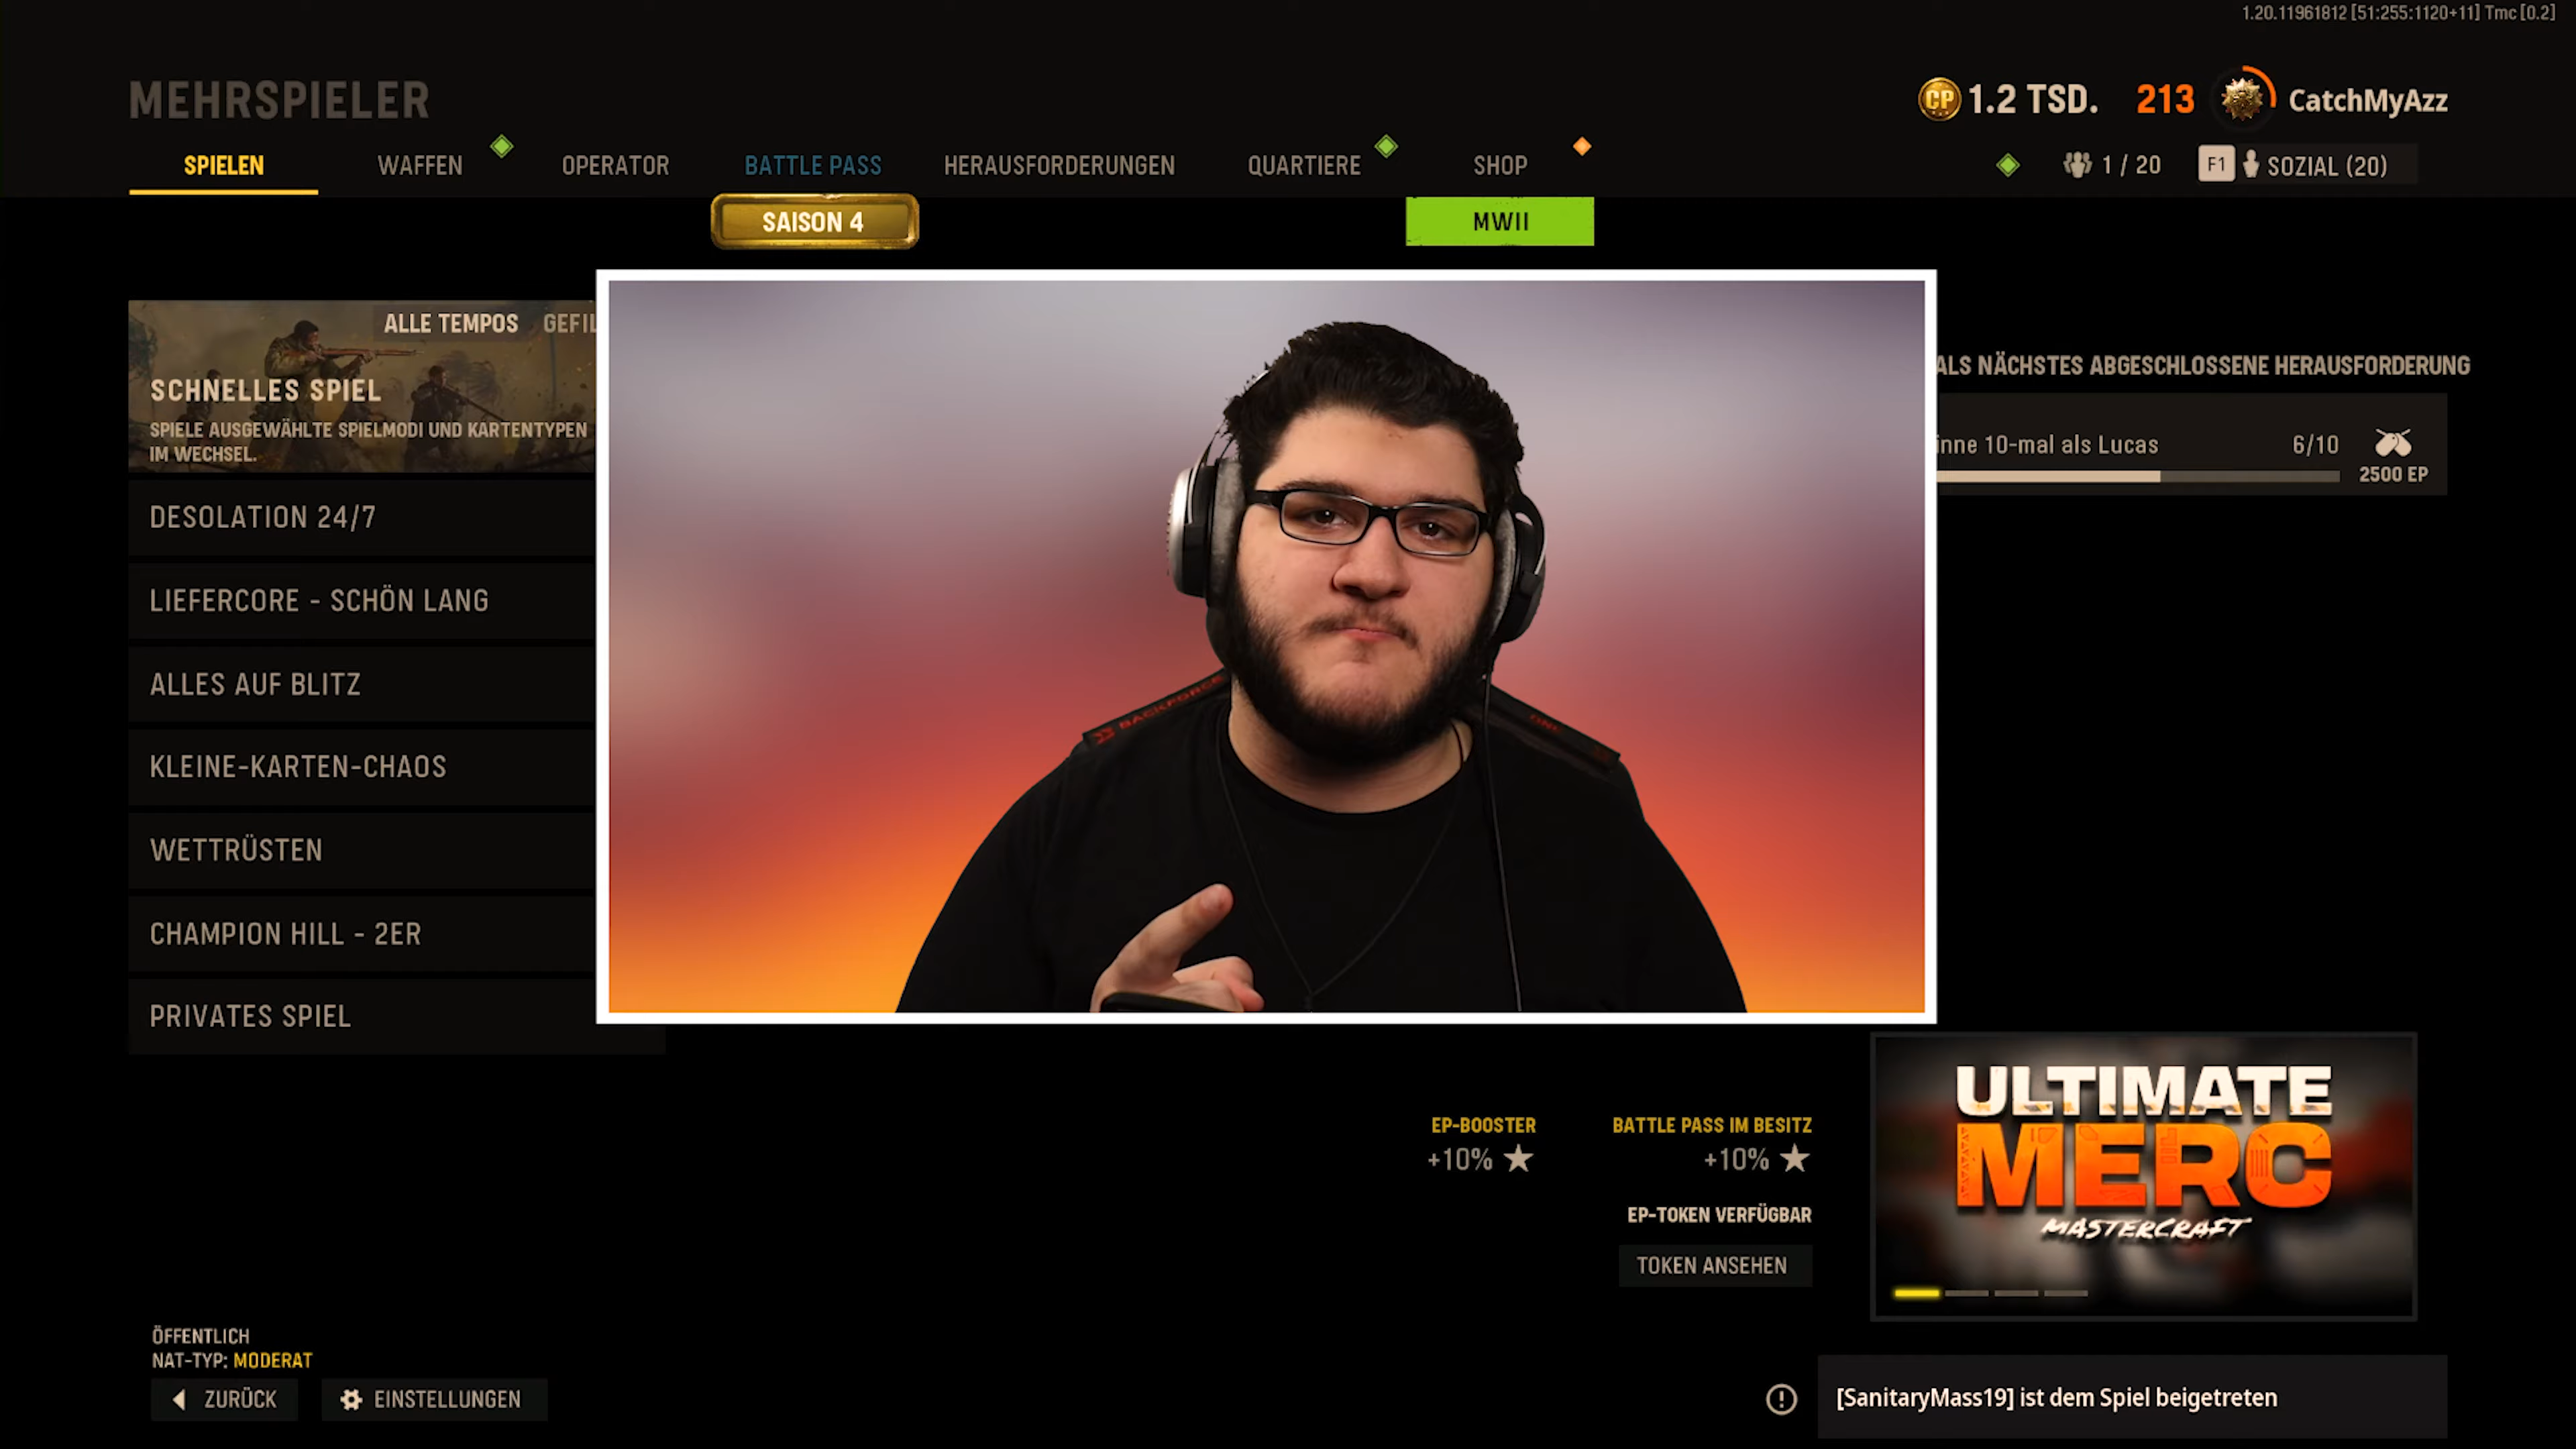 1.20.11961812 [51:255:1120+11] Tmc [0.2]
MEHRSPIELER
CP 1.2 TSD. 213 CatchMyAzz
SPIELEN WAFFEN OPERATOR BATTLE PASS HERAUSFORDERUNGEN QUARTIERE SHOP
1 / 20 F1 SOZIAL (20)
SAISON 4 MWII
ALLE TEMPOS GEFIL
SCHNELLES SPIEL
SPIELE AUSGEWÄHLTE SPIELMODI UND KARTENTYPEN
IM WECHSEL.
DESOLATION 24/7
LIEFERCORE - SCHÖN LANG
ALLES AUF BLITZ
KLEINE-KARTEN-CHAOS
WETTRÜSTEN
CHAMPION HILL - 2ER
PRIVATES SPIEL
BACKFORCE
ALS NÄCHSTES ABGESCHLOSSENE HERAUSFORDERUNG
inne 10-mal als Lucas 6/10
2500 EP
EP-BOOSTER BATTLE PASS IM BESITZ
+10% +10%
EP-TOKEN VERFÜGBAR
TOKEN ANSEHEN
ULTIMATE
MERC
MASTERCRAFT
ÖFFENTLICH
NAT-TYP: MODERAT
ZURÜCK EINSTELLUNGEN
[SanitaryMass19] ist dem Spiel beigetreten